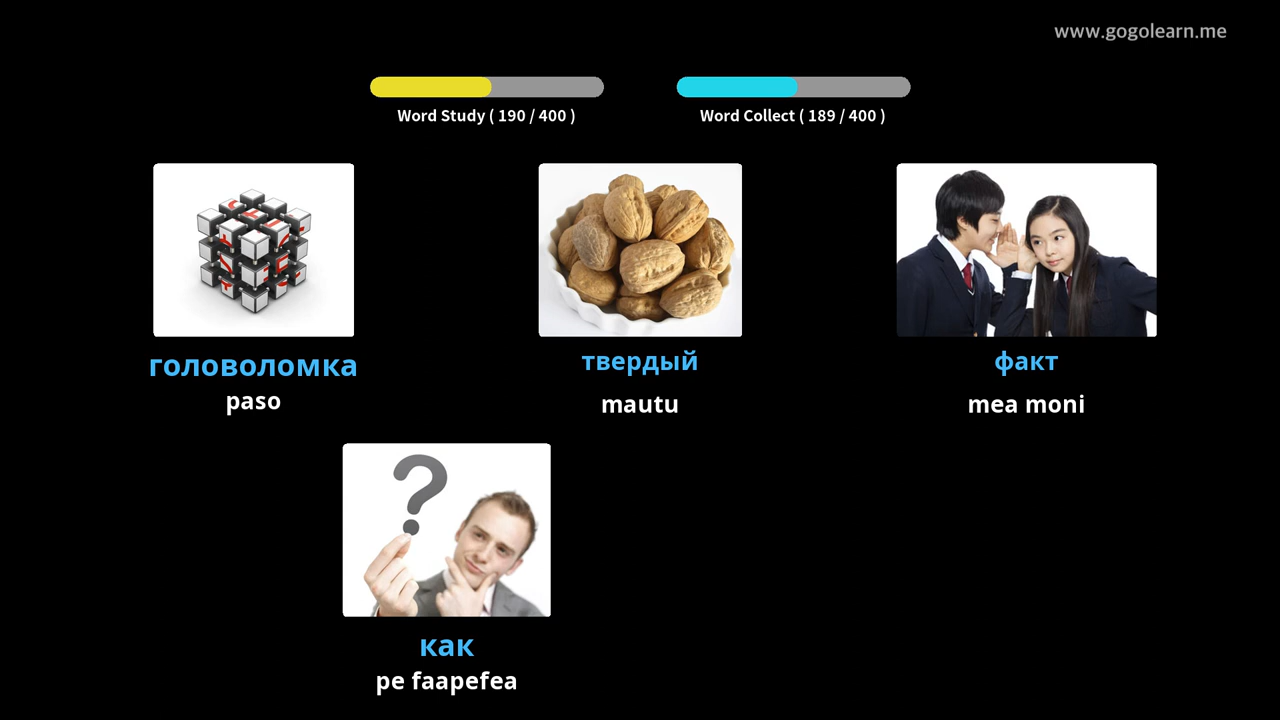 www.gogolearn.me
Word Study ( 190 / 400 )
Word Collect ( 189 / 400 )
головоломка
paso
твердый
mautu
факт
mea moni
как
pe faapefea